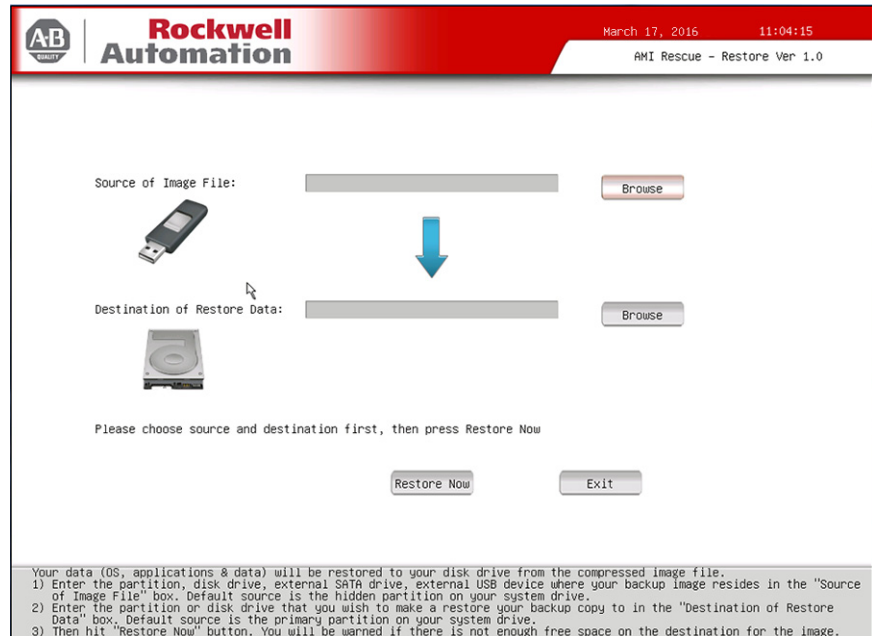 AB
QUALITY
Rockwell
Automation
March 17, 2016 11:04:15
AMI Rescue - Restore Ver 1.0
Source of Image File: Browse
Destination of Restore Data: Browse
Please choose source and destination first, then press Restore Now
Restore Now Exit
Your data (OS, applications & data) will be restored to your disk drive from the compressed image file.
1) Enter the partition, disk drive, external SATA drive, external USB device where your backup image resides in the "Source
of Image File" box. Default source is the hidden partition on your system drive.
2) Enter the partition or disk drive that you wish to make a restore your backup copy to in the "Destination of Restore
Data" box. Default source is the primary partition on your system drive.
3) Then hit "Restore Now" button. You will be warned if there is not enough free space on the destination for the image.